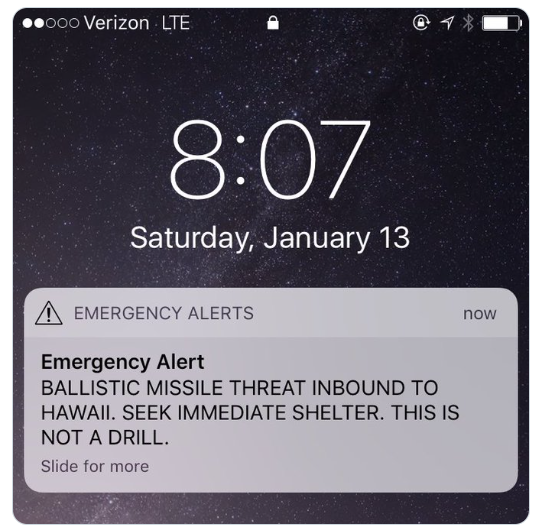 Verizon LTE
8:07
Saturday, January 13
EMERGENCY ALERTS now
Emergency Alert
BALLISTIC MISSILE THREAT INBOUND TO
HAWAII. SEEK IMMEDIATE SHELTER. THIS IS
NOT A DRILL.
Slide for more